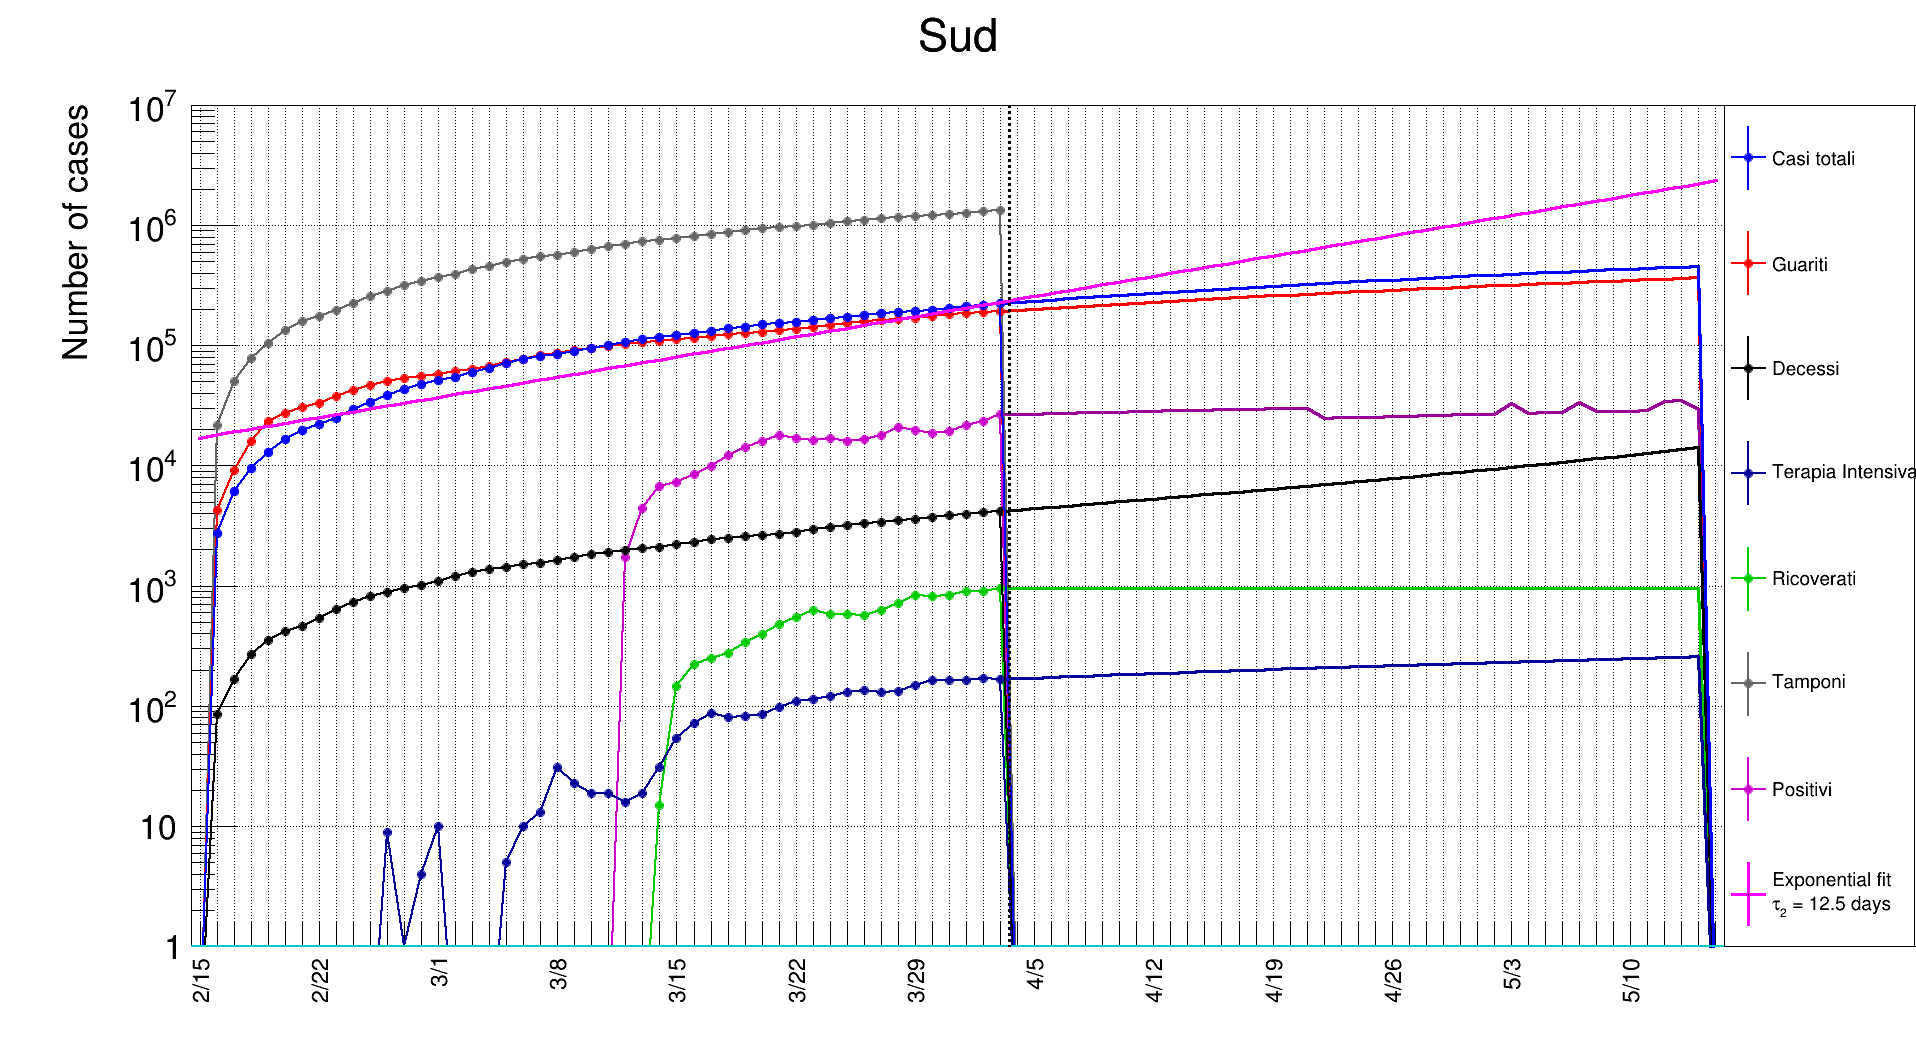 Sud
Number of cases
10^7
10^6
10^5
10^4
10^3
10^2
10
1
2/15
2/22
3/1
3/8
3/15
3/22
3/29
4/5
4/12
4/19
4/26
5/3
5/10
Casi totali
Guariti
Decessi
Terapia Intensiva
Ricoverati
Tamponi
Positivi
Exponential fit
τ₂ = 12.5 days